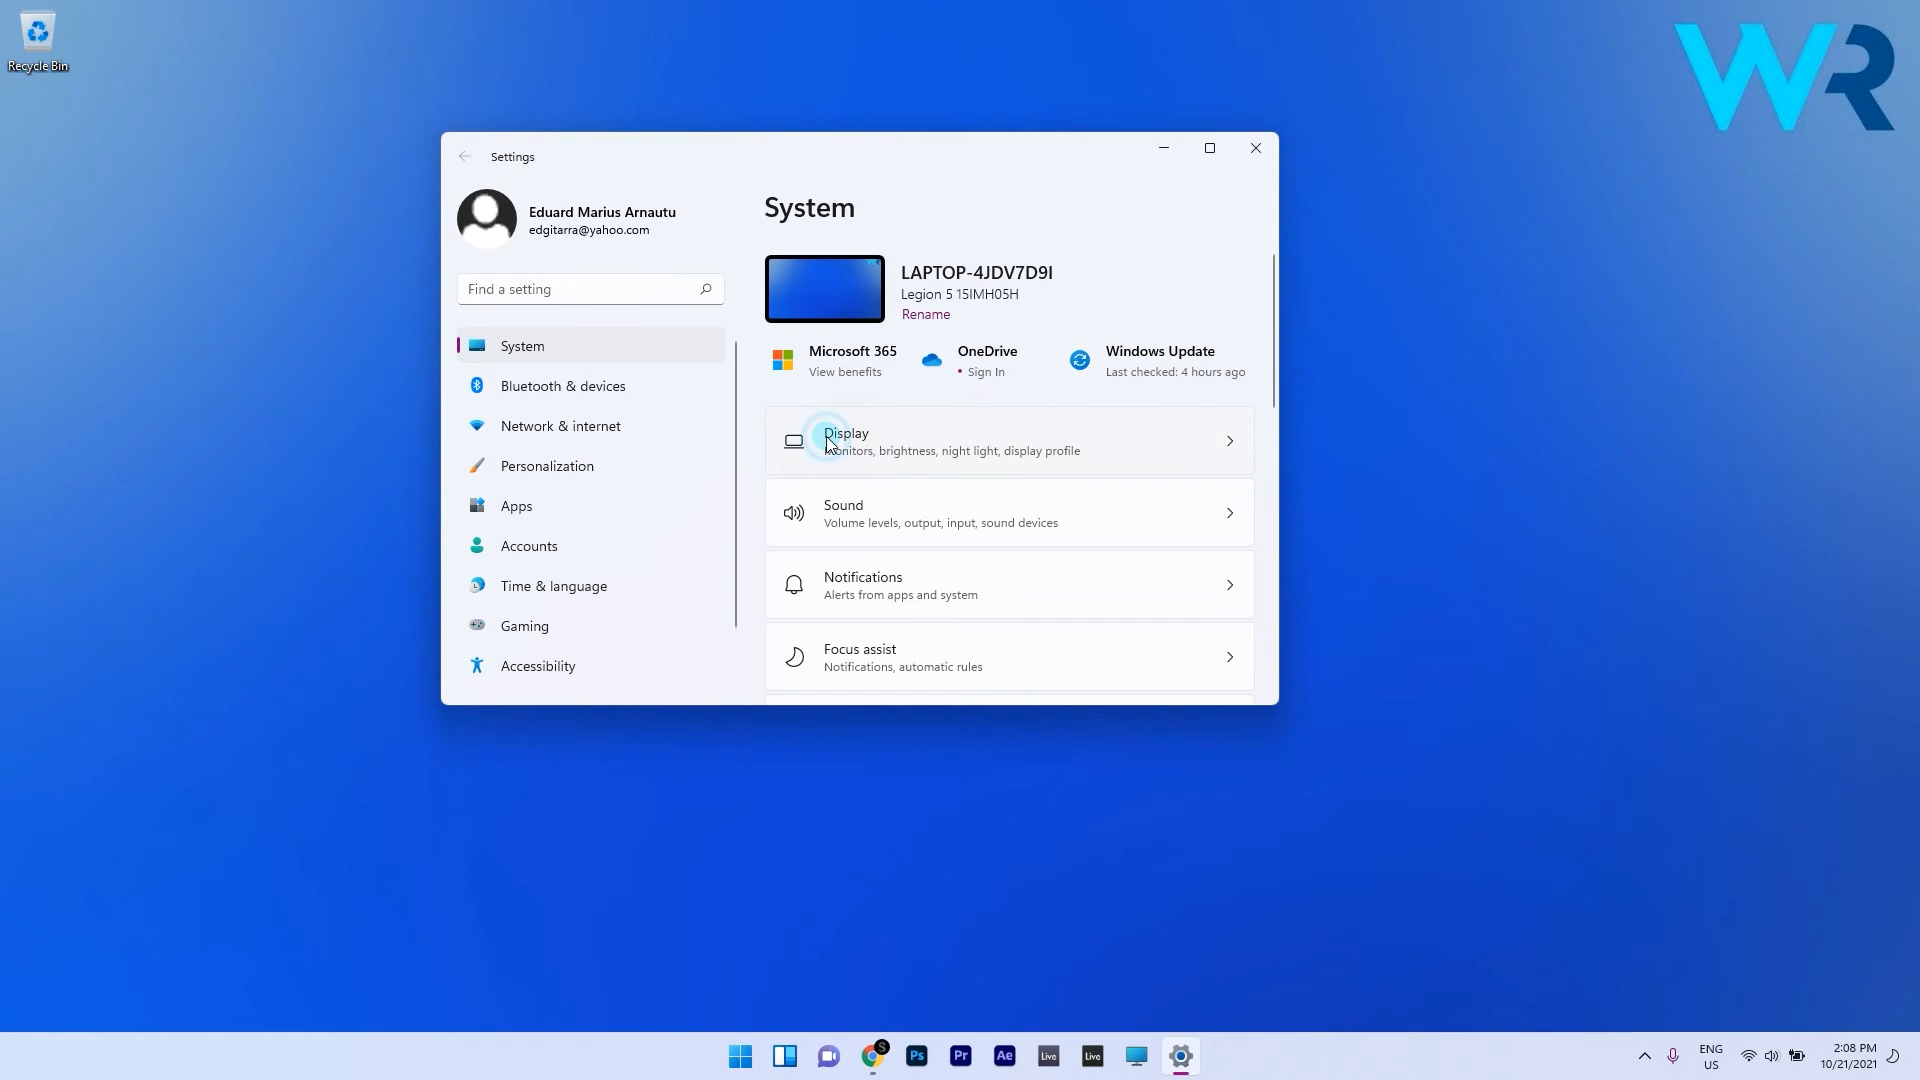 Recycle Bin
WR
Settings
Eduard Marius Arnautu
edgitarra@yahoo.com
Find a setting
System
Bluetooth & devices
Network & internet
Personalization
Apps
Accounts
Time & language
Gaming
Accessibility
System
LAPTOP-4JDV7D9I
Legion 5 15IMH05H
Rename
Microsoft 365
View benefits
OneDrive
• Sign In
Windows Update
Last checked: 4 hours ago
Display
Monitors, brightness, night light, display profile
Sound
Volume levels, output, input, sound devices
Notifications
Alerts from apps and system
Focus assist
Notifications, automatic rules
S
Ps
Pr
Ae
Live
Live
ENG
US
2:08 PM
10/21/2021